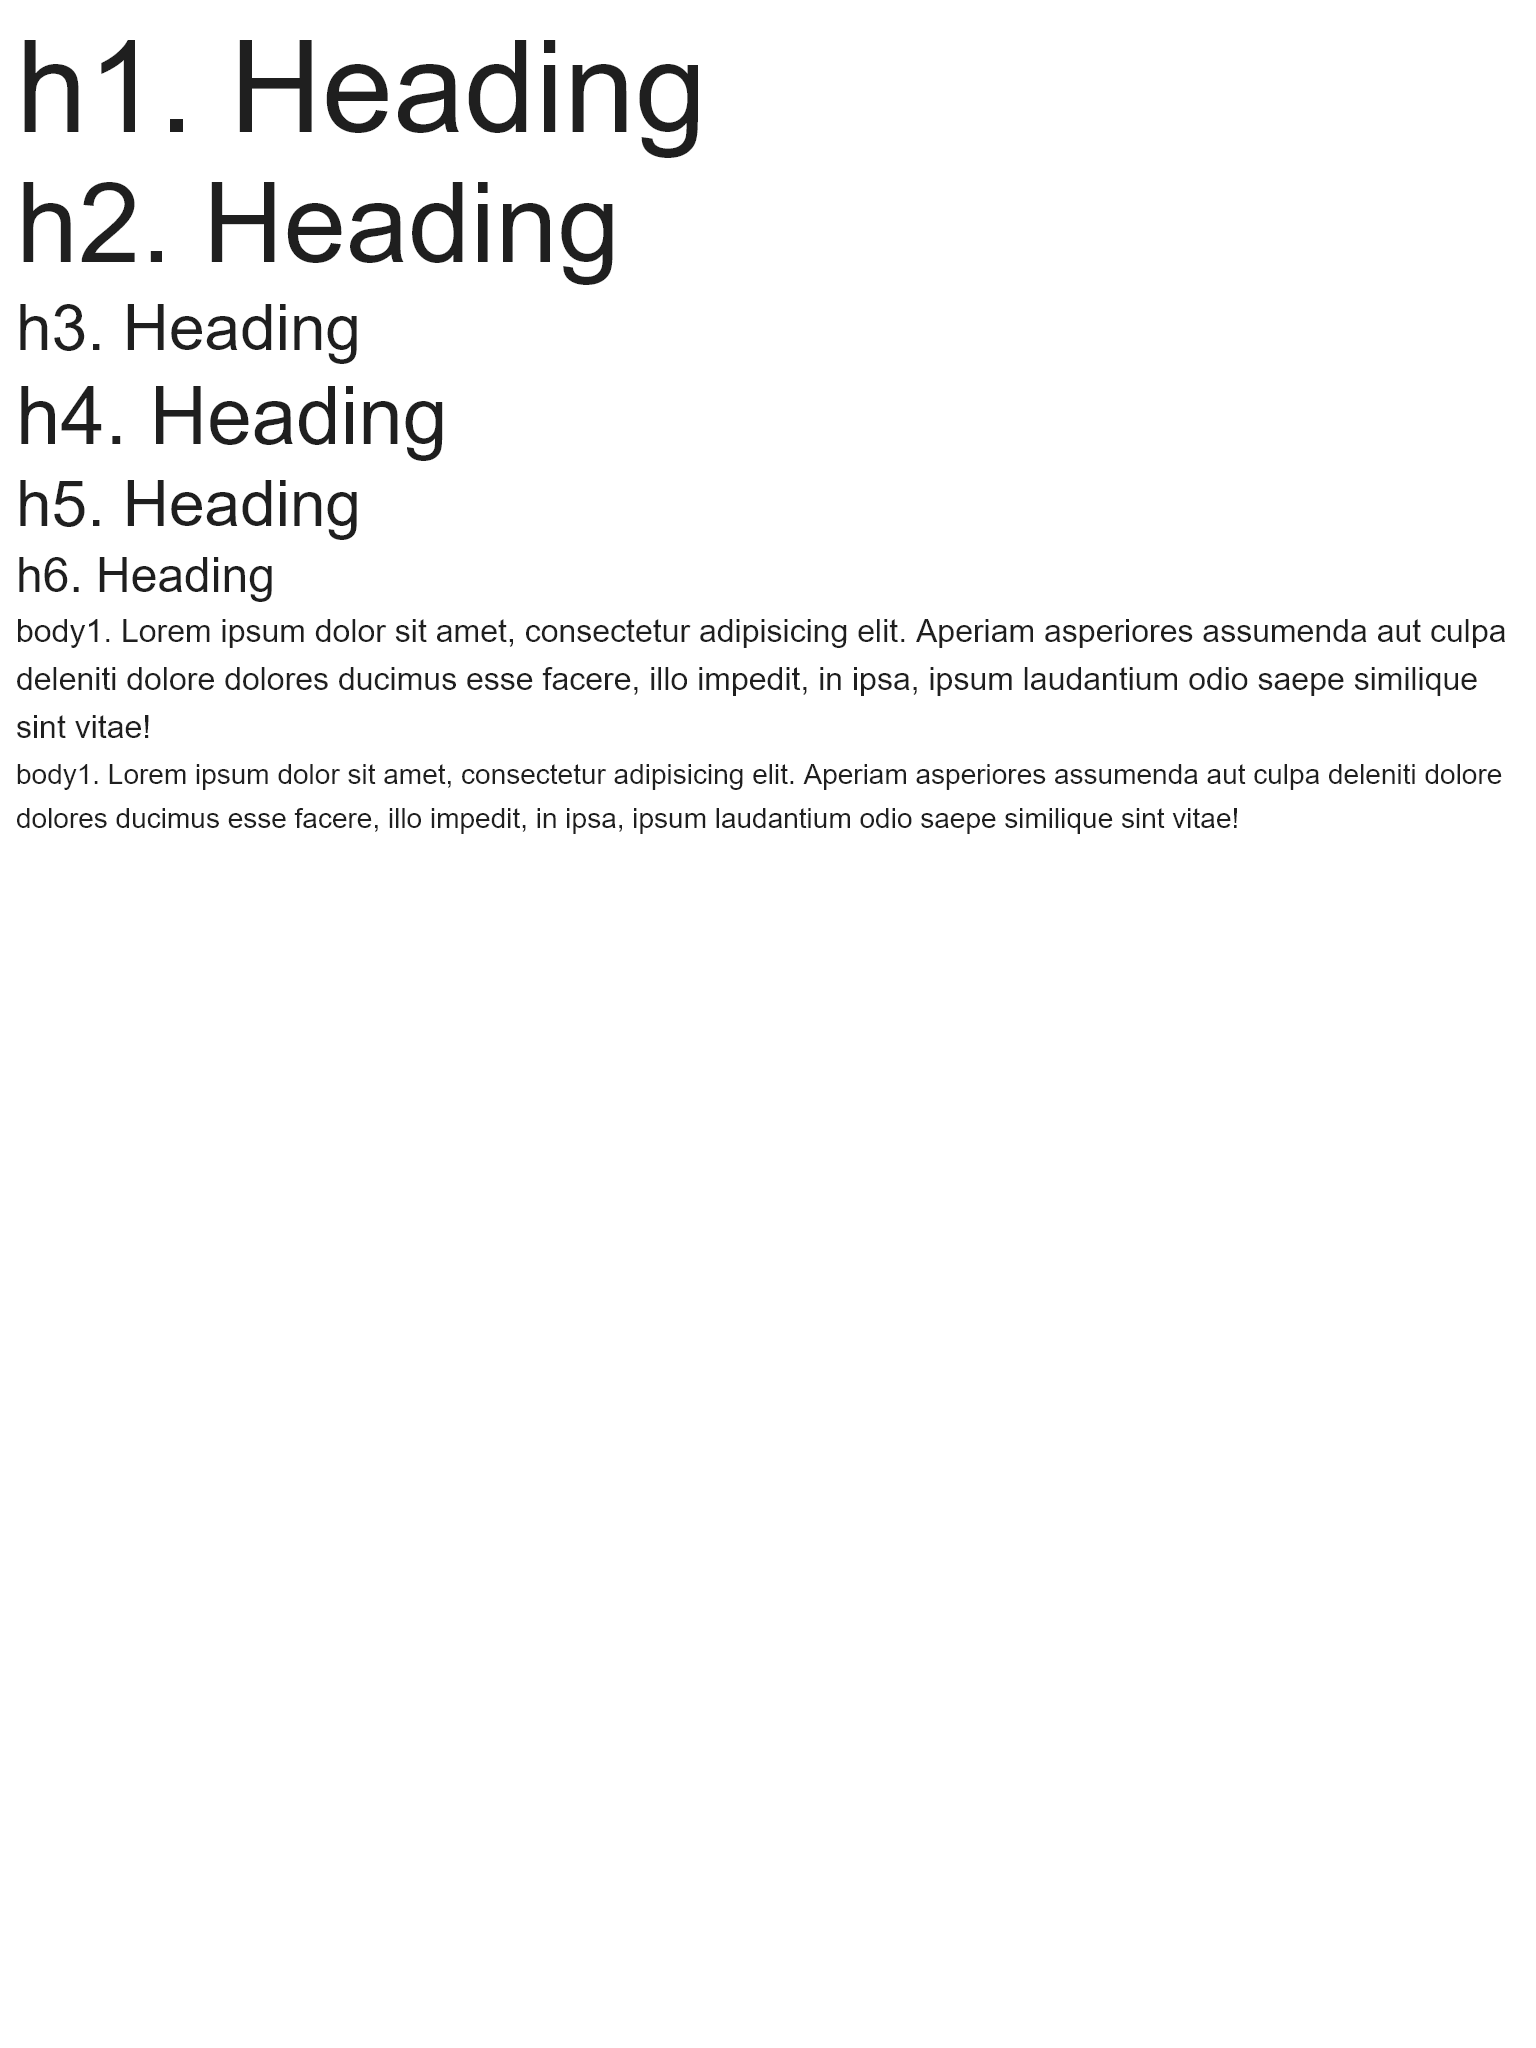 h1. Heading
h2. Heading
h3. Heading
h4. Heading
h5. Heading
h6. Heading
body1. Lorem ipsum dolor sit amet, consectetur adipisicing elit. Aperiam asperiores assumenda aut culpa
deleniti dolore dolores ducimus esse facere, illo impedit, in ipsa, ipsum laudantium odio saepe similique
sint vitae!
body1. Lorem ipsum dolor sit amet, consectetur adipisicing elit. Aperiam asperiores assumenda aut culpa deleniti dolore
dolores ducimus esse facere, illo impedit, in ipsa, ipsum laudantium odio saepe similique sint vitae!